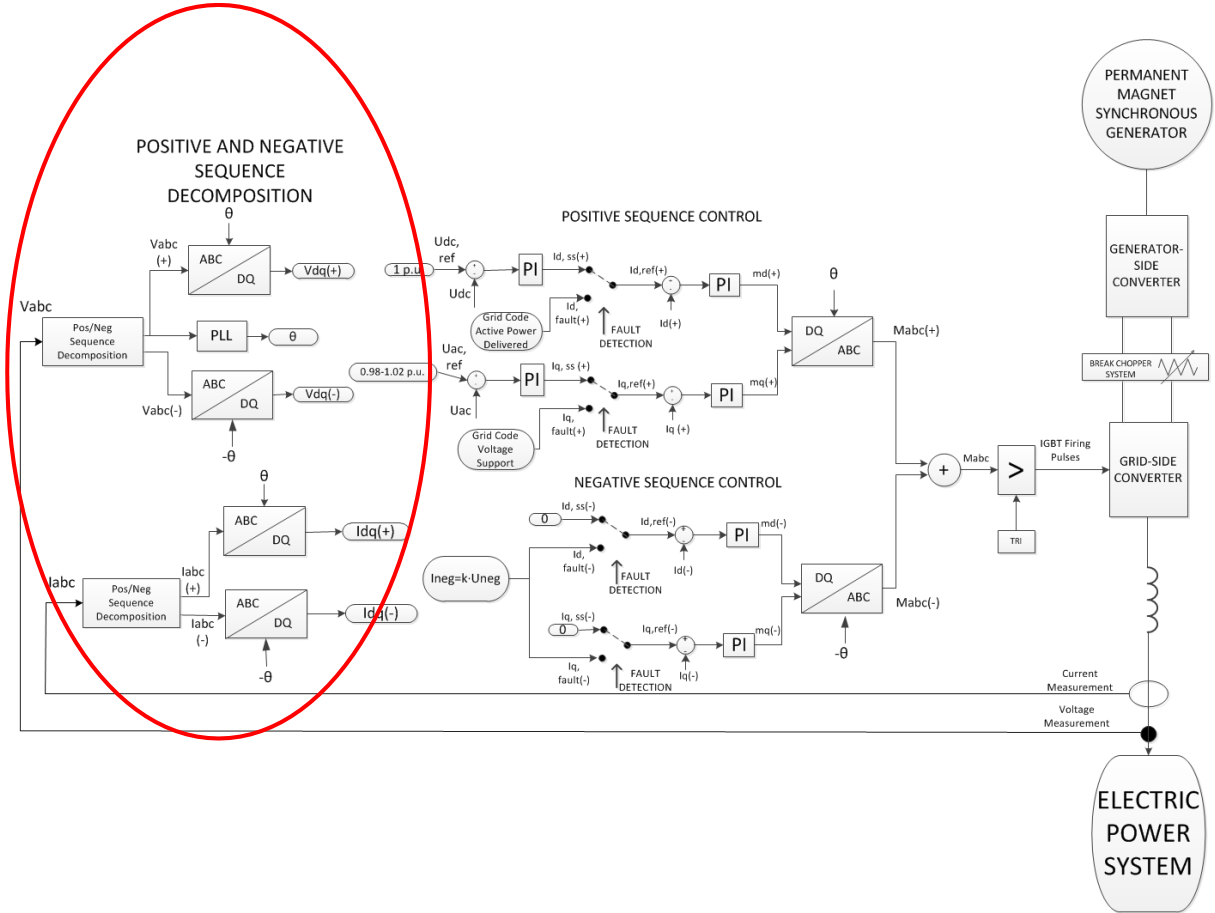 PERMANENT
MAGNET
SYNCHRONOUS
GENERATOR
POSITIVE AND NEGATIVE
SEQUENCE
DECOMPOSITION
θ
Vabc
(+)
ABC
DQ
Vdq(+)
Vabc
Pos/Neg
Sequence
Decomposition
PLL
θ
ABC
DQ
Vdq(-)
Vabc(-)
-θ
θ
ABC
DQ
Idq(+)
Iabc
Iabc
(+)
Pos/Neg
Sequence
Decomposition
ABC
DQ
Idq(-)
Iabc
(-)
-θ
POSITIVE SEQUENCE CONTROL
Udc,
ref
1 p.u.
Udc
PI
Id, ss(+)
Id,
fault(+)
Grid Code
Active Power
Delivered
FAULT
DETECTION
Id,ref(+)
Id(+)
PI
md(+)
θ
DQ
ABC
Mabc(+)
Uac,
ref
0.98-1.02 p.u.
Uac
PI
Iq, ss (+)
Iq,
fault(+)
Grid Code
Voltage
Support
FAULT
DETECTION
Iq,ref(+)
Iq (+)
PI
mq(+)
NEGATIVE SEQUENCE CONTROL
Id, ss(-)
0
Id,
fault(-)
FAULT
DETECTION
Id,ref(-)
Id(-)
PI
md(-)
Ineg=k·Uneg
DQ
ABC
Mabc(-)
-θ
Iq, ss(-)
0
Iq,
fault(-)
FAULT
DETECTION
Iq,ref(-)
Iq(-)
PI
mq(-)
+
Mabc
>
TRI
IGBT Firing
Pulses
GENERATOR-
SIDE
CONVERTER
BREAK CHOPPER
SYSTEM
GRID-SIDE
CONVERTER
Current
Measurement
Voltage
Measurement
ELECTRIC
POWER
SYSTEM